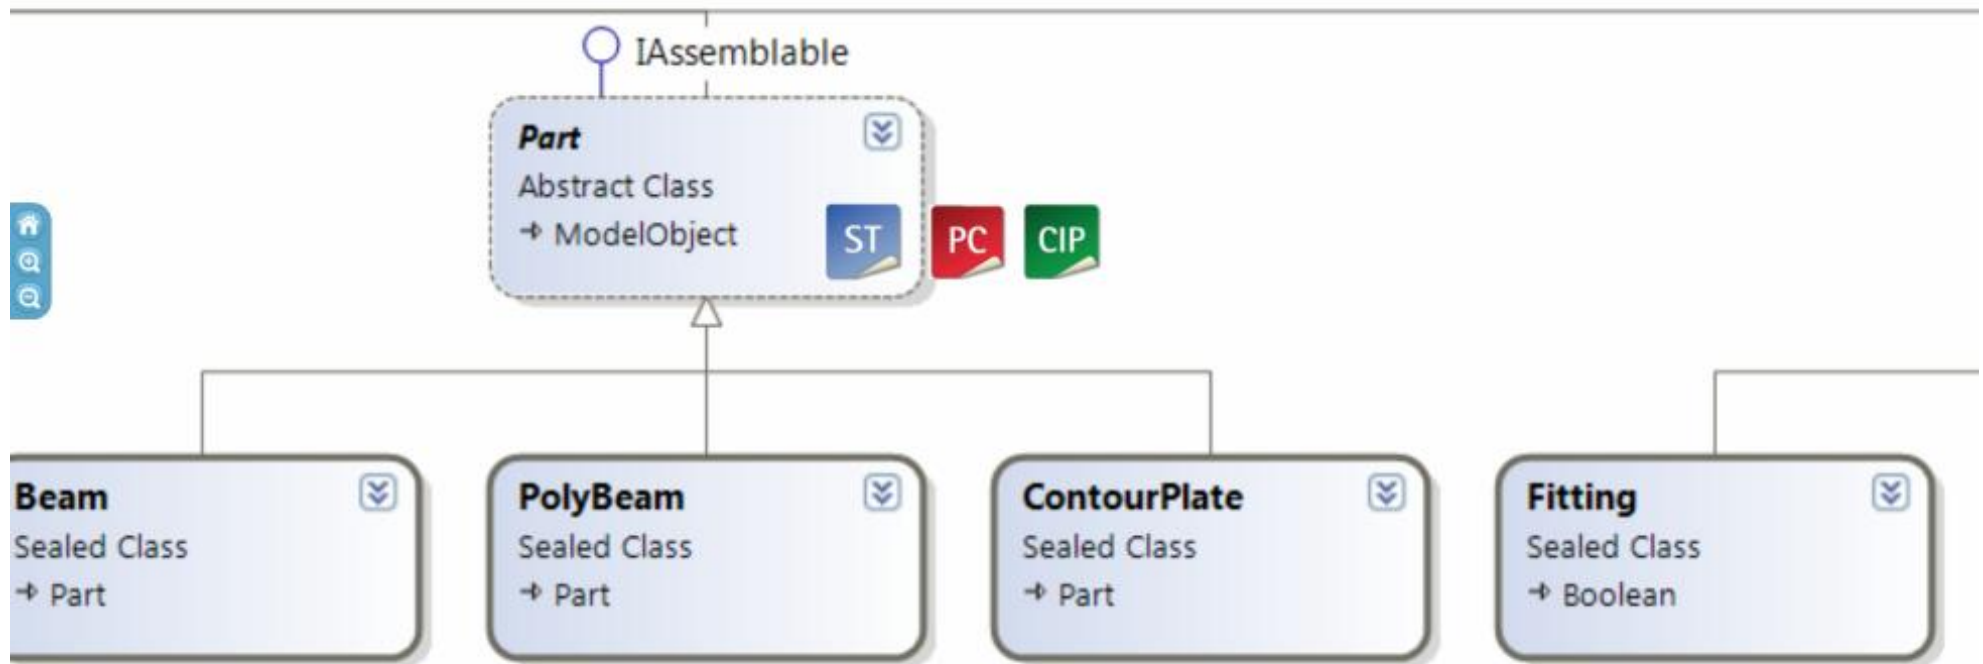 IAssemblable
Part
Abstract Class
ModelObject
ST PC CIP
Beam
Sealed Class
Part
PolyBeam
Sealed Class
Part
ContourPlate
Sealed Class
Part
Fitting
Sealed Class
Boolean